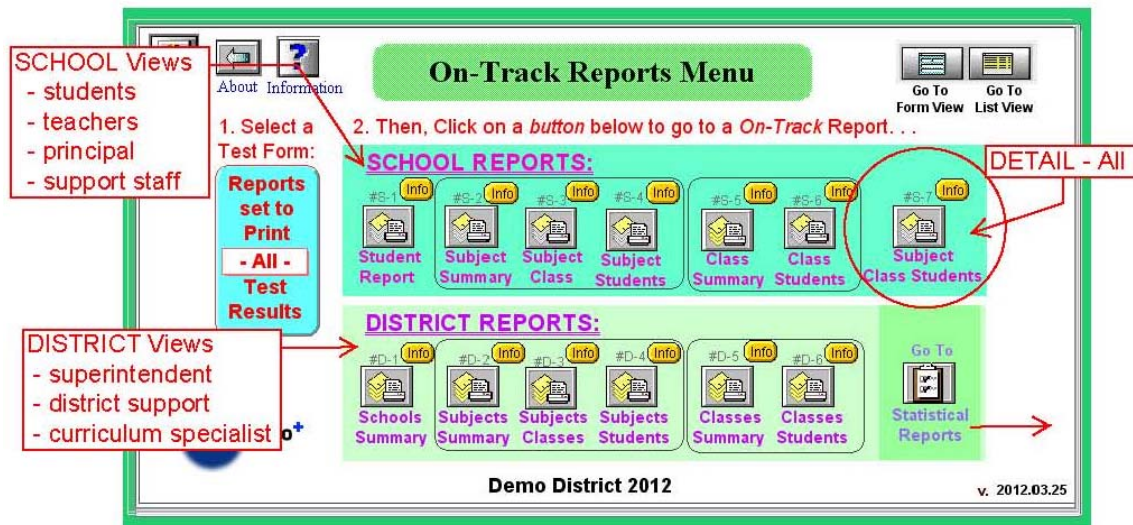 SCHOOL Views
- students
- teachers
- principal
- support staff
About
Information
On-Track Reports Menu
Go To
Form View
Go To
List View
1. Select a
Test Form:
2. Then, Click on a button below to go to a On-Track Report. . .
DETAIL - All
Reports
set to
Print
- All -
Test
Results
SCHOOL REPORTS:
#S-1 Info
Student
Report
#S-2 Info
Subject
Summary
#S-3 Info
Subject
Class
#S-4 Info
Subject
Students
#S-5 Info
Class
Summary
#S-6 Info
Class
Students
#S-7 Info
Subject
Class Students
DISTRICT Views
- superintendent
- district support
- curriculum specialist
o+
DISTRICT REPORTS:
#D-1 Info
Schools
Summary
#D-2 Info
Subjects
Summary
#D-3 Info
Subjects
Classes
#D-4 Info
Subjects
Students
#D-5 Info
Classes
Summary
#D-6 Info
Classes
Students
Go To
Statistical
Reports
Demo District 2012
v. 2012.03.25